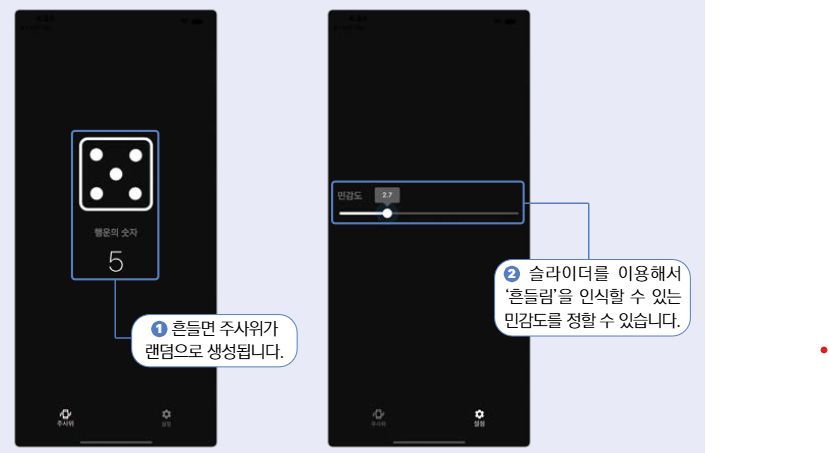 행운의 숫자
5
1 흔들면 주사위가
랜덤으로 생성됩니다.
주사위
설정
민감도 2.7
2 슬라이더를 이용해서
‘흔들림’을 인식할 수 있는
민감도를 정할 수 있습니다.
주사위
설정